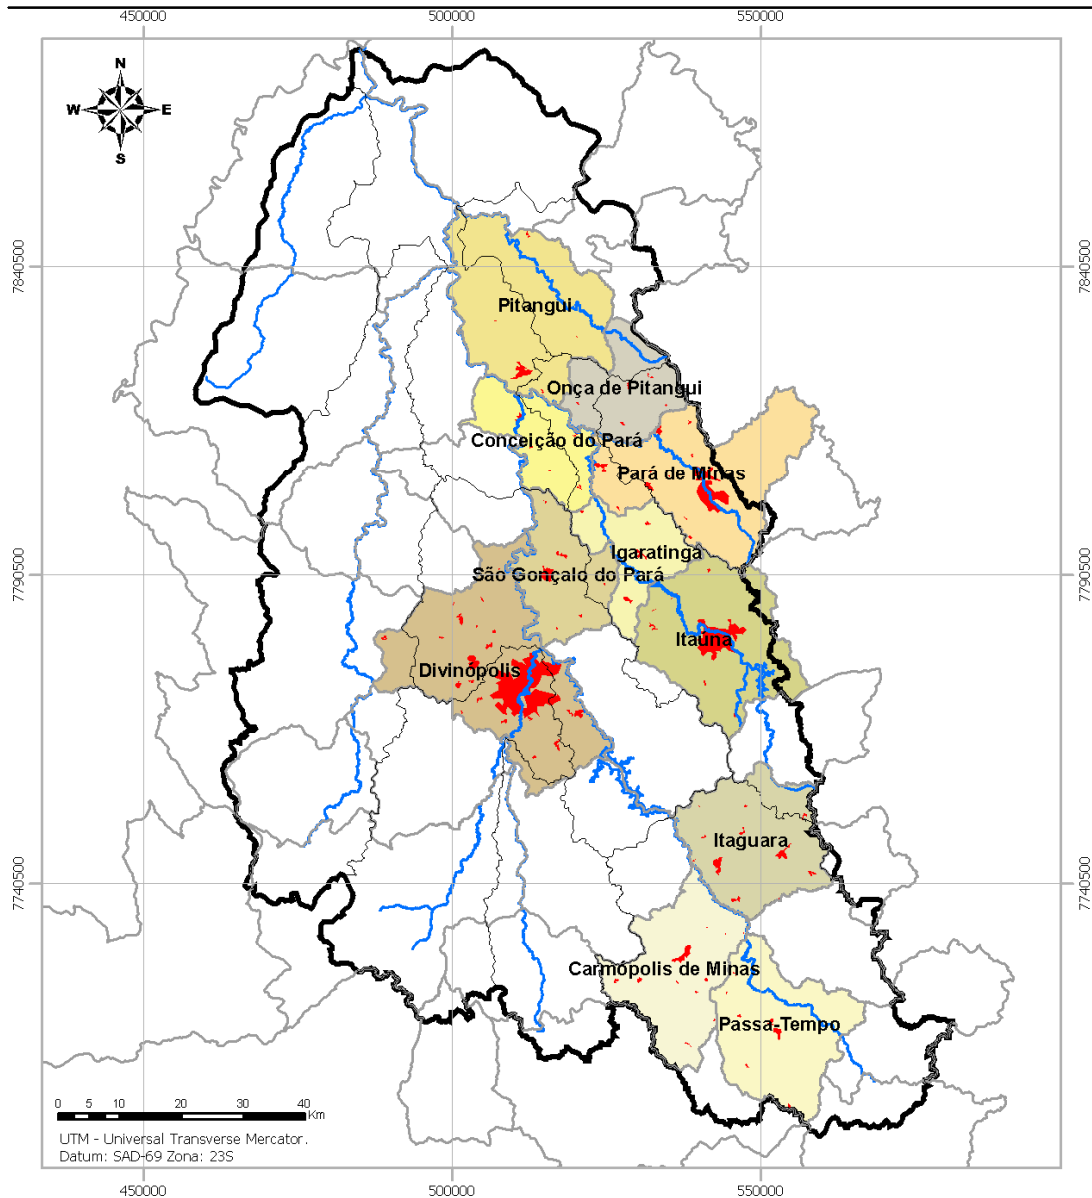 450000 500000 550000
N
W E
S
7840500 7840500
Pitangui
Onça de Pitangui
Conceição do Pará
Pará de Minas
Igaratinga
São Gonçalo do Pará
7790500 7790500
Itaúna
Divinópolis
Itaguara
7740500 7740500
Carmópolis de Minas
Passa-Tempo
0 5 10 20 30 40
Km
UTM - Universal Transverse Mercator.
Datum: SAD-69 Zona: 23S
450000 500000 550000